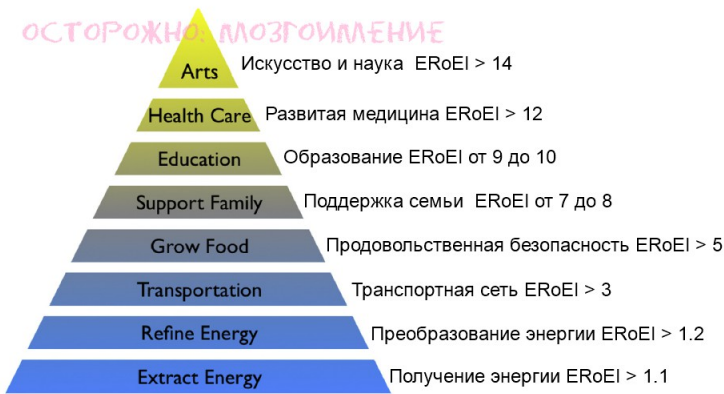 ОСТОРОЖНО: МОЗГОИМЕНИЕ
Arts Искусство и наука ERoEI > 14
Health Care Развитая медицина ERoEI > 12
Education Образование ERoEI от 9 до 10
Support Family Поддержка семьи ERoEI от 7 до 8
Grow Food Продовольственная безопасность ERoEI > 5
Transportation Транспортная сеть ERoEI > 3
Refine Energy Преобразование энергии ERoEI > 1.2
Extract Energy Получение энергии ERoEI > 1.1